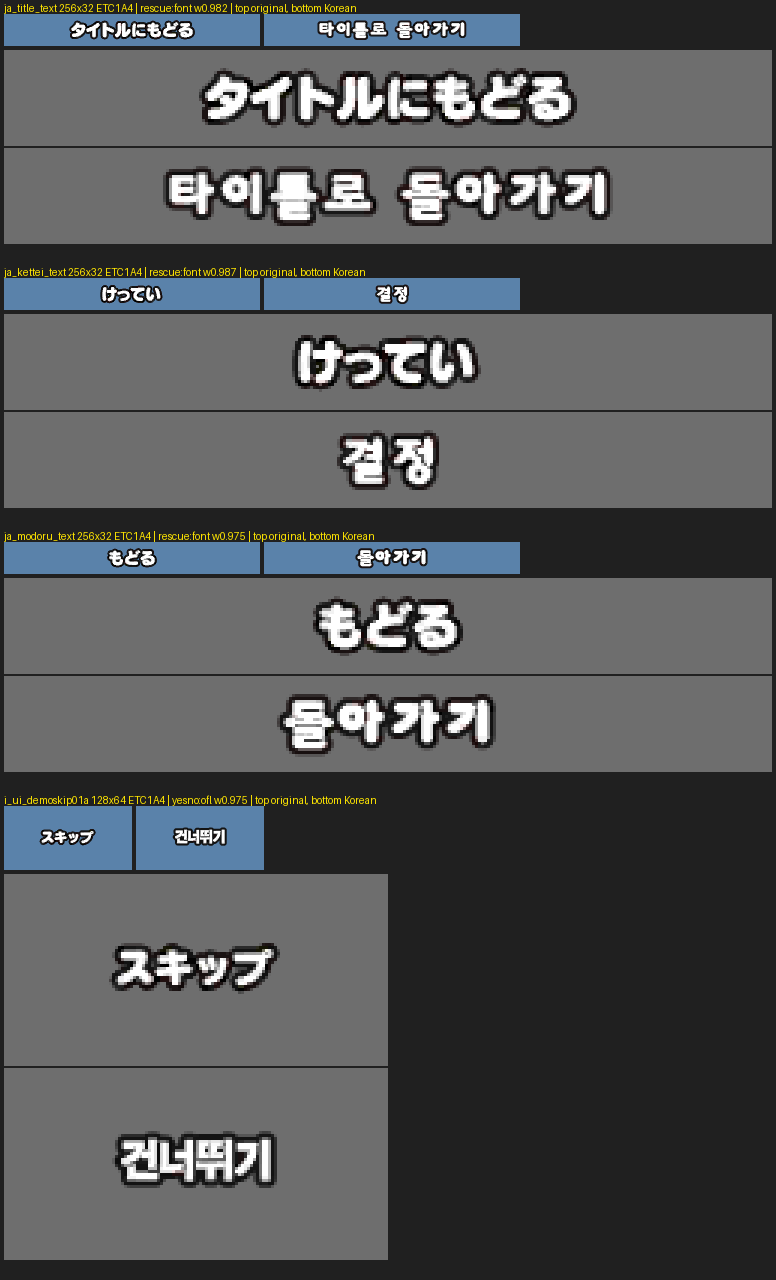 ja_title_text 256x32 ETC1A4 | rescue:font w0.982 | top original, bottom Korean
タイトルにもどる 타이틀로 돌아가기
タイトルにもどる
타이틀로 돌아가기
ja_kettei_text 256x32 ETC1A4 | rescue:font w0.987 | top original, bottom Korean
けってい 결정
けってい
결정
ja_modoru_text 256x32 ETC1A4 | rescue:font w0.975 | top original, bottom Korean
もどる 돌아가기
もどる
돌아가기
i_ui_demoskip01a 128x64 ETC1A4 | yesno:ofl w0.975 | top original, bottom Korean
スキップ 건너뛰기
スキップ
건너뛰기